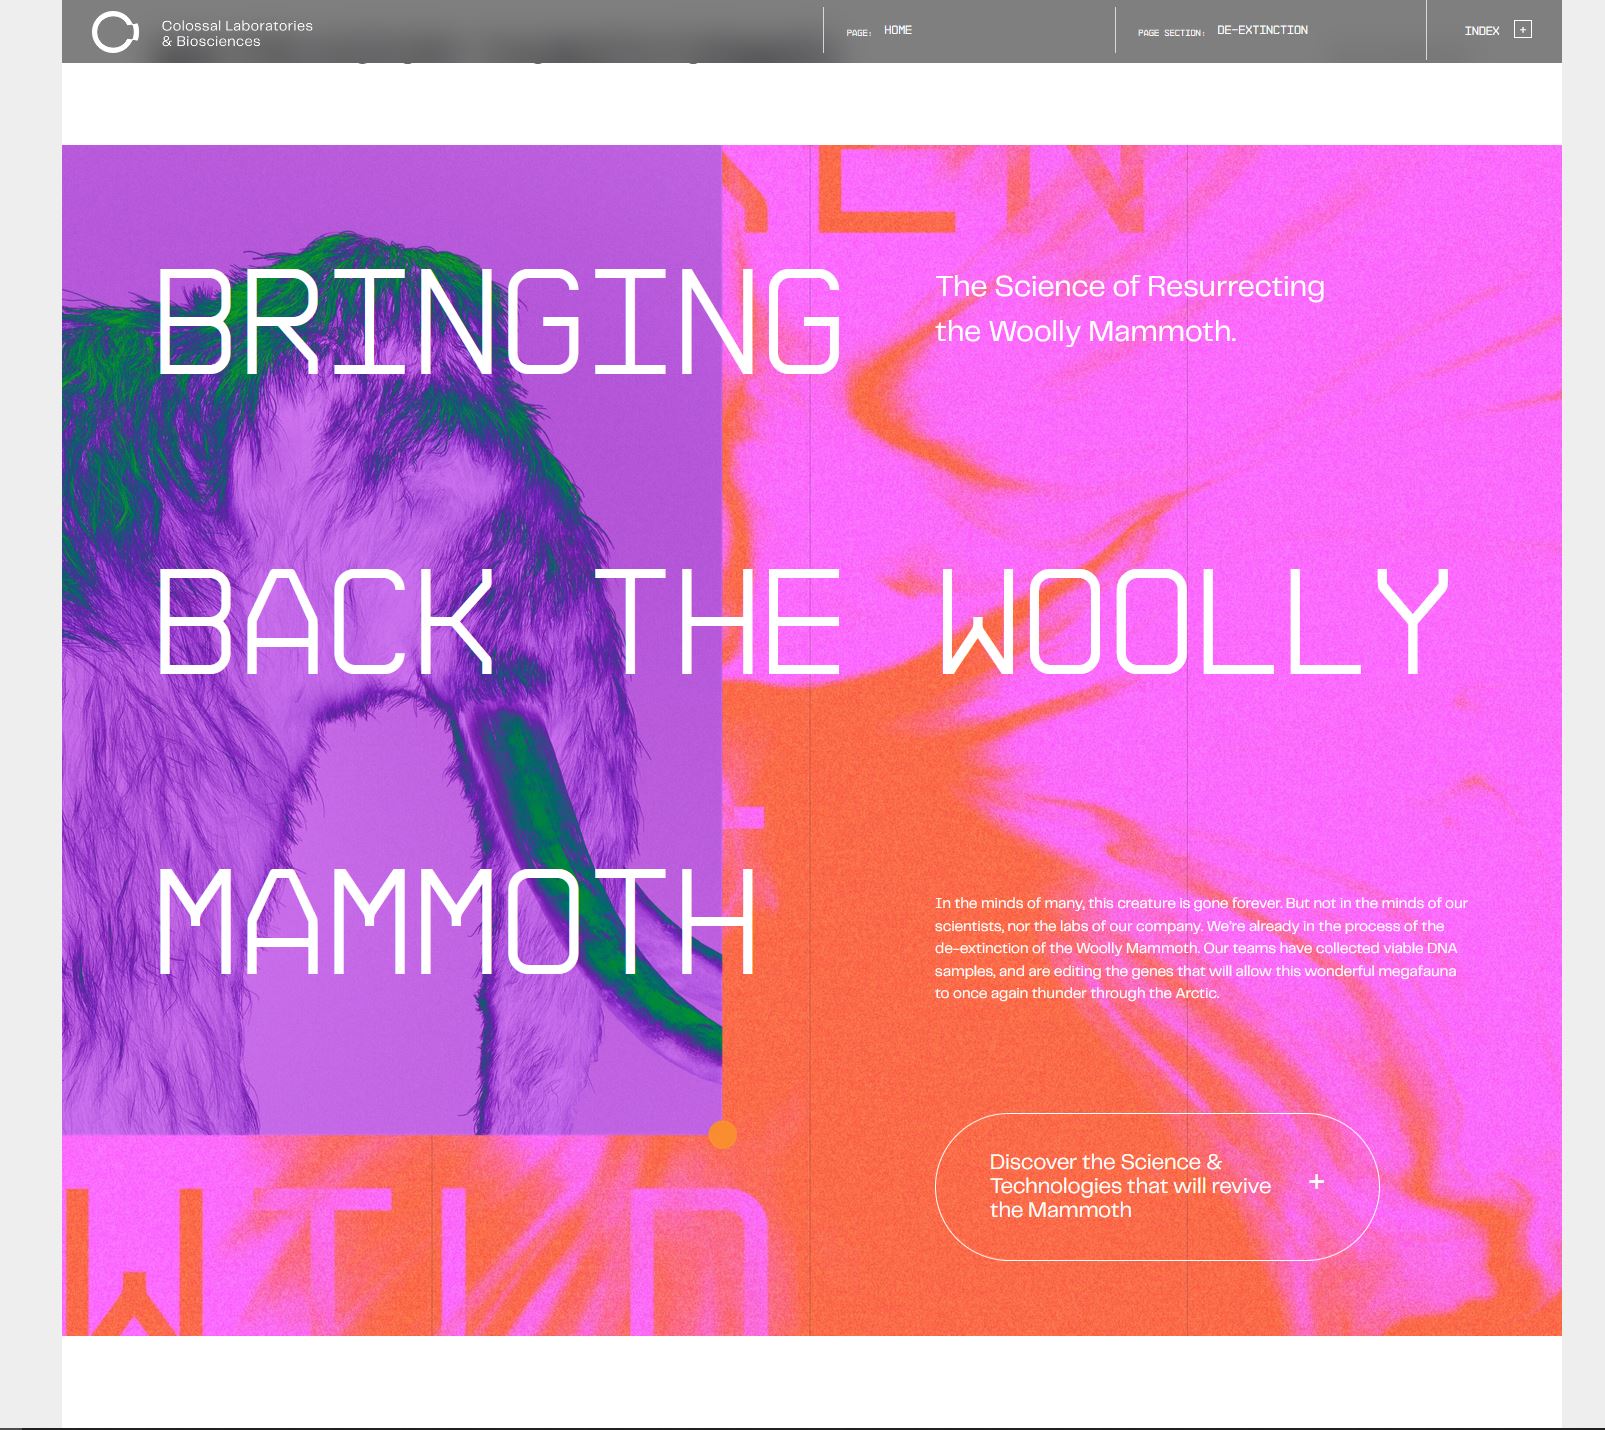 Colossal Laboratories
& Biosciences
PAGE: HOME
PAGE SECTION: DE-EXTINCTION
INDEX +
BRINGING
BACK THE WOOLLY
MAMMOTH
The Science of Resurrecting
the Woolly Mammoth.
In the minds of many, this creature is gone forever. But not in the minds of our
scientists, nor the labs of our company. We're already in the process of the
de-extinction of the Woolly Mammoth. Our teams have collected viable DNA
samples, and are editing the genes that will allow this wonderful megafauna
to once again thunder through the Arctic.
Discover the Science &
Technologies that will revive
the Mammoth
+